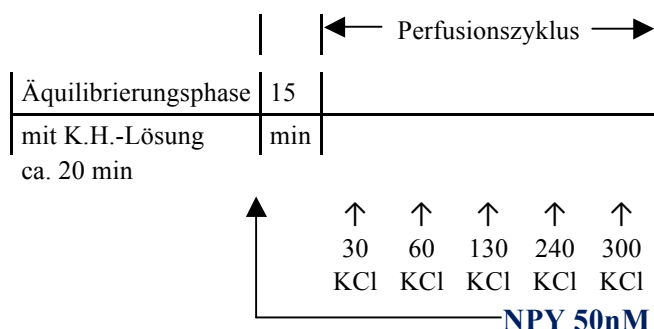 Perfusionszyklus
Äquilibrierungsphase 15
mit K.H.-Lösung min
ca. 20 min
↑ ↑ ↑ ↑ ↑
30 60 130 240 300
KCl KCl KCl KCl KCl
NPY 50nM